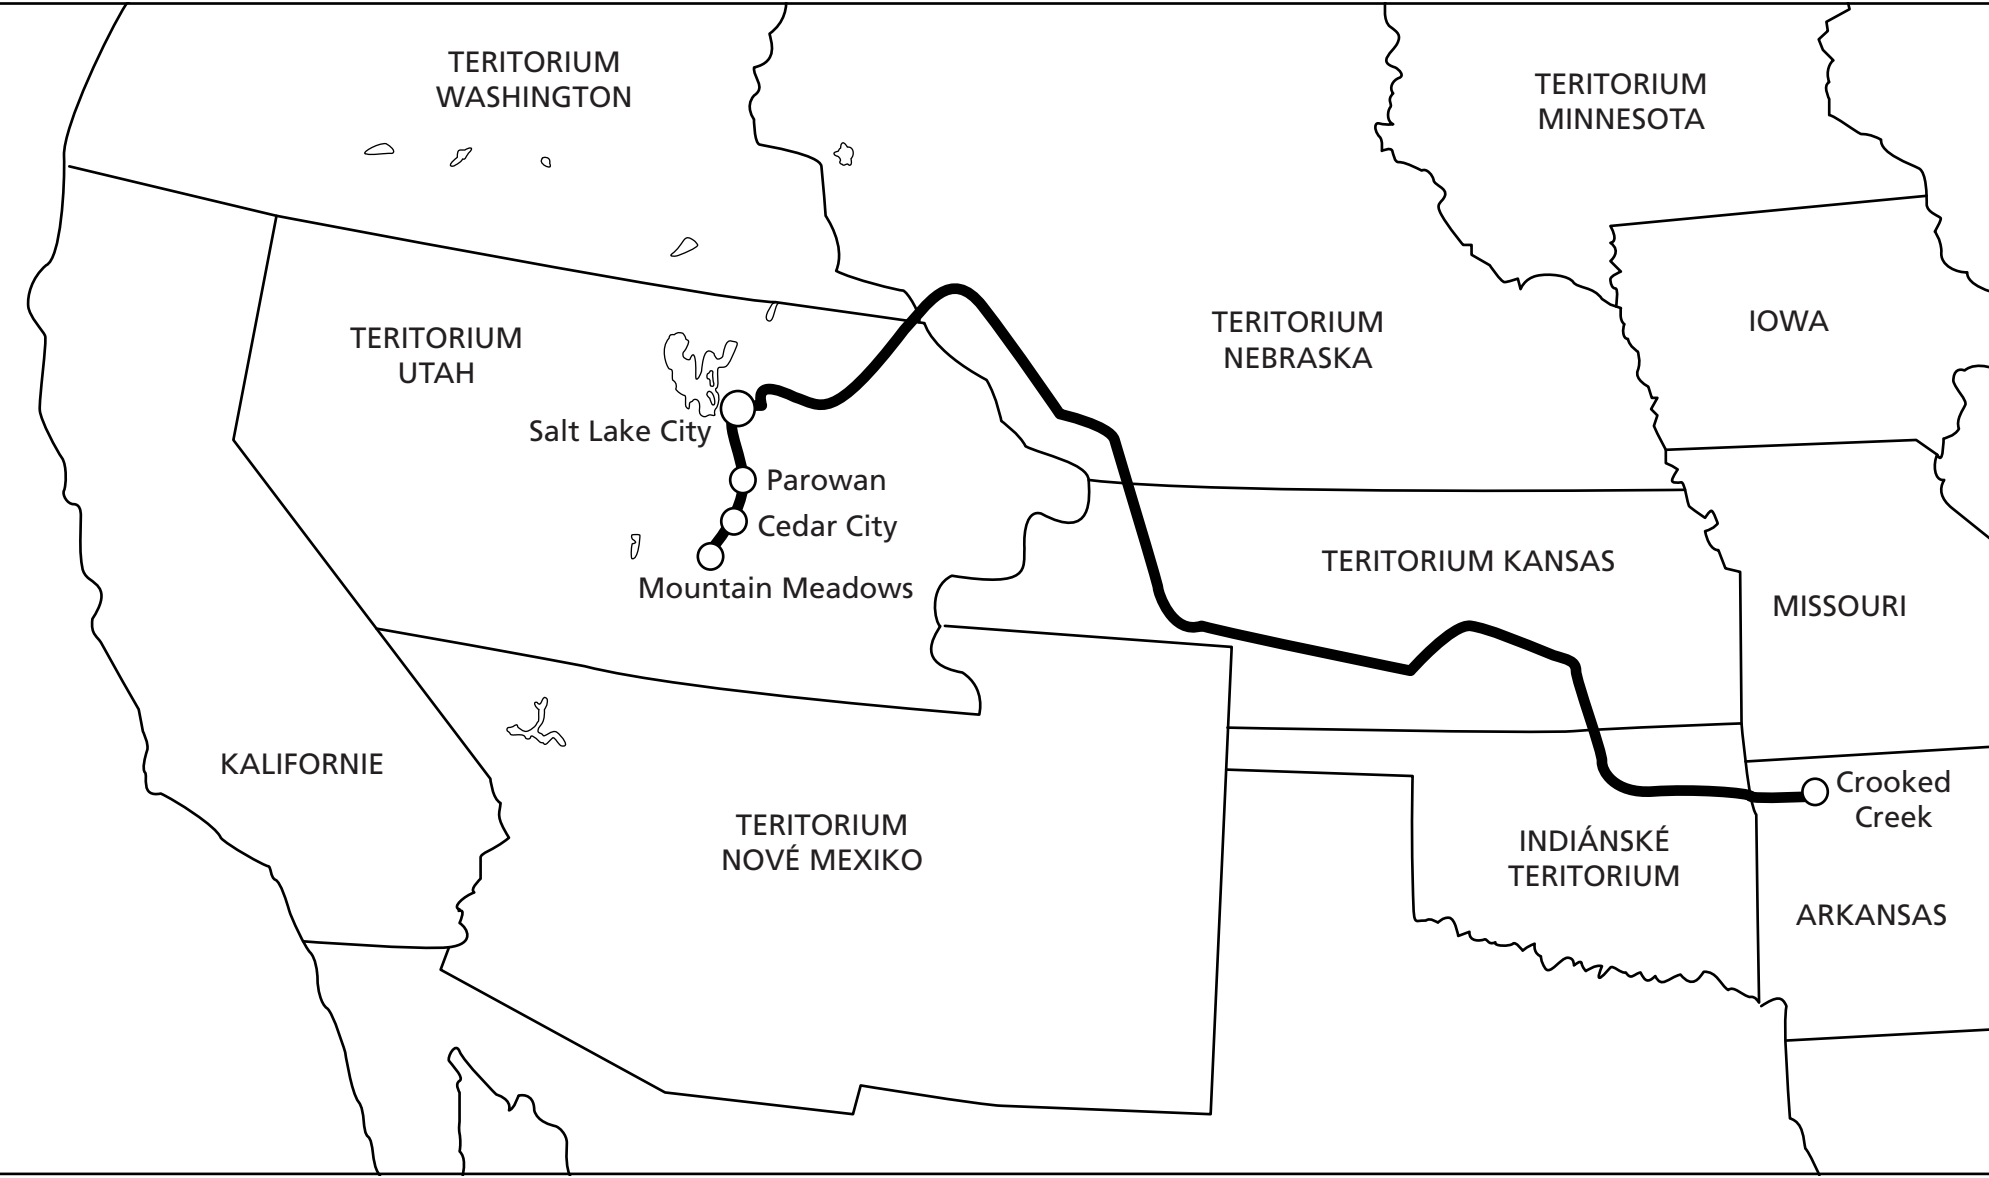 TERITORIUM
WASHINGTON
TERITORIUM
MINNESOTA
TERITORIUM
UTAH
TERITORIUM
NEBRASKA
IOWA
Salt Lake City
Parowan
Cedar City
Mountain Meadows
TERITORIUM KANSAS
MISSOURI
KALIFORNIE
TERITORIUM
NOVÉ MEXIKO
Crooked
Creek
INDIÁNSKÉ
TERITORIUM
ARKANSAS